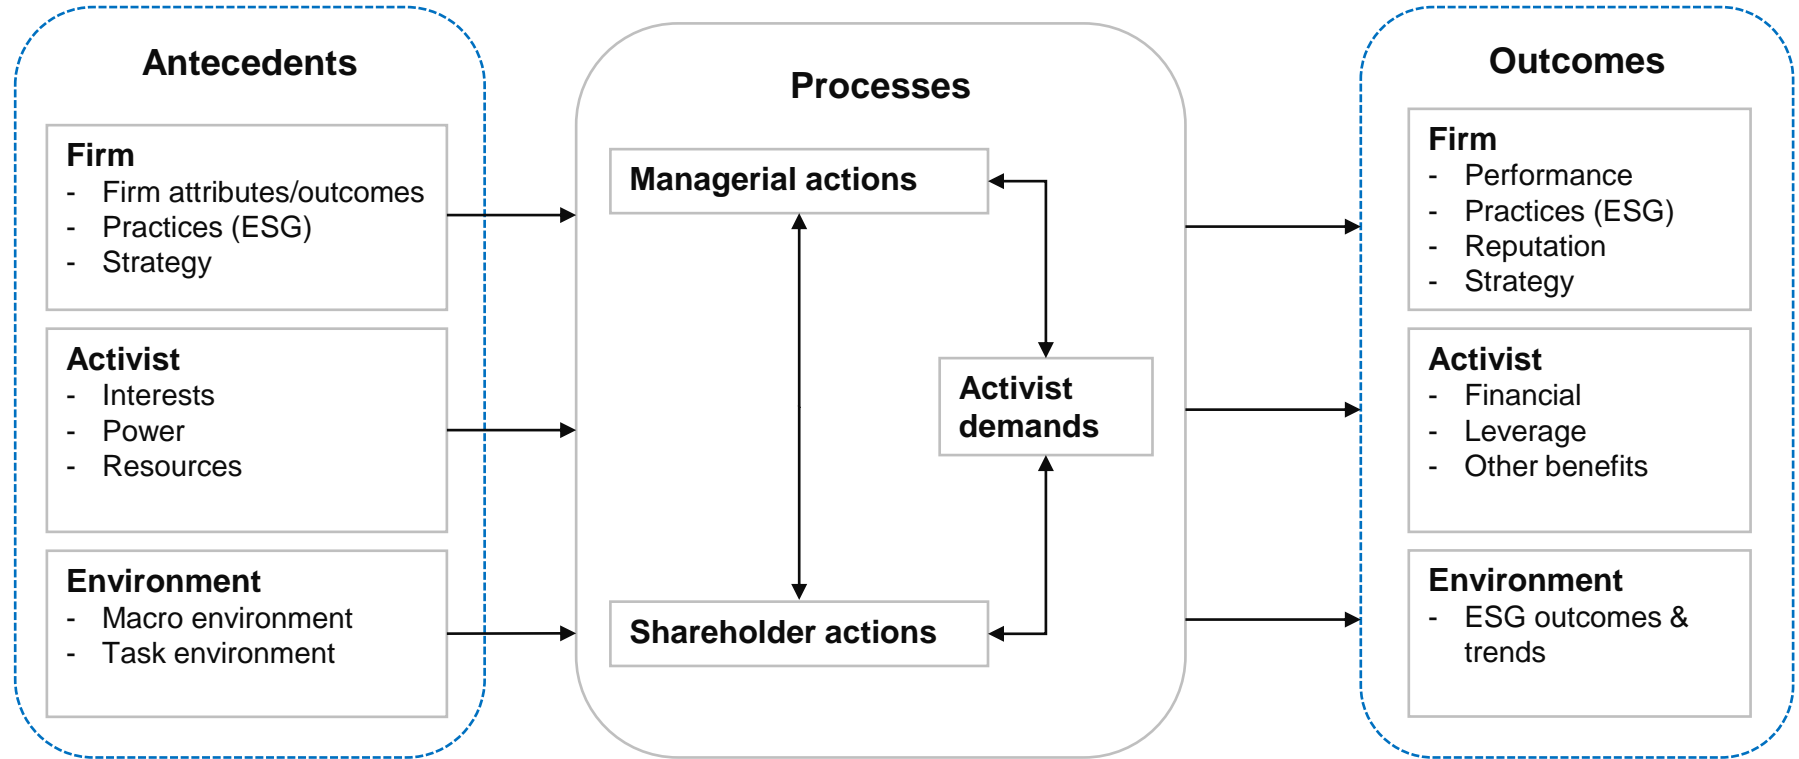 Antecedents
Firm
- Firm attributes/outcomes
- Practices (ESG)
- Strategy
Activist
- Interests
- Power
- Resources
Environment
- Macro environment
- Task environment
Processes
Managerial actions
Activist
demands
Shareholder actions
Outcomes
Firm
- Performance
- Practices (ESG)
- Reputation
- Strategy
Activist
- Financial
- Leverage
- Other benefits
Environment
- ESG outcomes &
trends